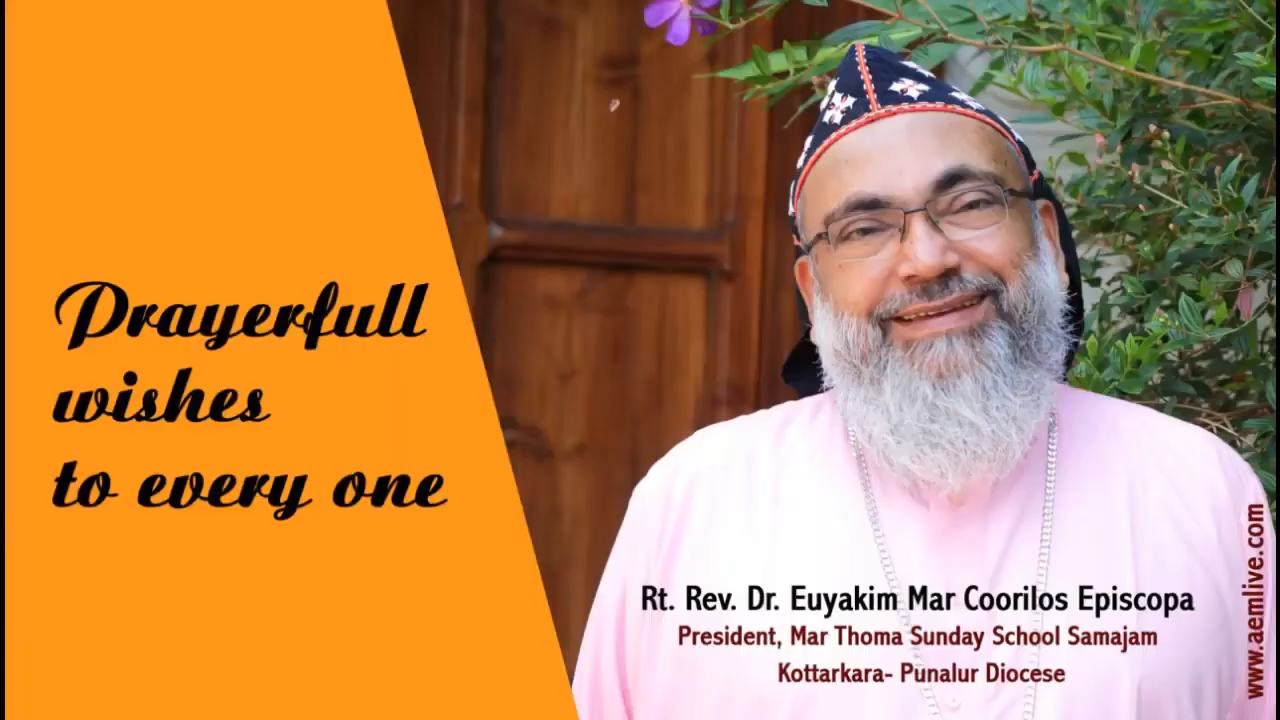 Prayerfull
wishes
to every one
Rt. Rev. Dr. Euyakim Mar Coorilos Episcopa
President, Mar Thoma Sunday School Samajam
Kottarkara- Punalur Diocese
www.aemlive.com